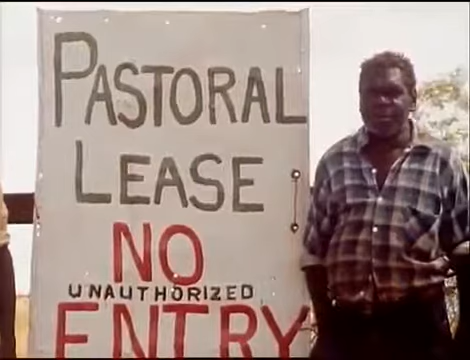 PASTORAL
LEASE
NO
UNAUTHORIZED
ENTRY